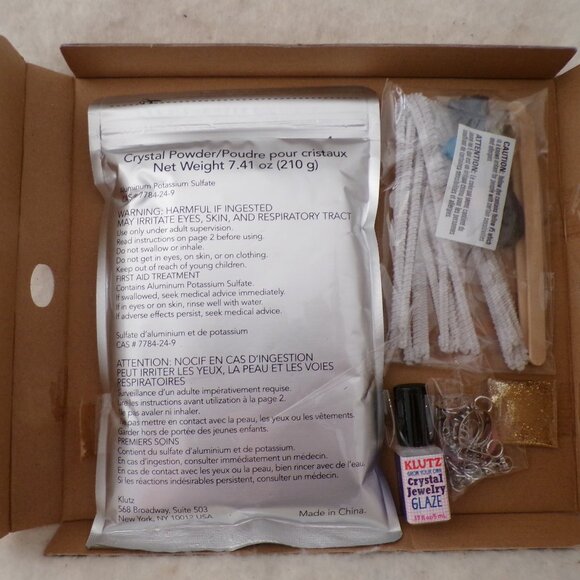 Crystal Powder/Poudre pour cristaux
Net Weight 7.41 oz (210 g)
Aluminum Potassium Sulfate
CAS # 7784-24-9
WARNING: HARMFUL IF INGESTED
MAY IRRITATE EYES, SKIN, AND RESPIRATORY TRACT
Use only under adult supervision.
Read instructions on page 2 before using.
Do not swallow or inhale.
Do not get in eyes, on skin, or on clothing.
Keep out of reach of young children.
FIRST AID TREATMENT
Contains Aluminum Potassium Sulfate.
If swallowed, seek medical advice immediately.
If in eyes or on skin, rinse well with water.
If adverse effects persist, seek medical advice.
Sulfate d'aluminium et de potassium
CAS # 7784-24-9
ATTENTION: NOCIF EN CAS D'INGESTION
PEUT IRRITER LES YEUX, LA PEAU ET LES VOIES
RESPIRATOIRES
Surveillance d'un adulte impérativement requise.
Lire les instructions avant utilisation à la page 2.
Ne pas avaler ni inhaler.
Ne pas mettre en contact avec la peau, les yeux ou les vêtements.
Garder hors de portée des jeunes enfants.
PREMIERS SOINS
Contient du sulfate d'aluminium et de potassium.
En cas d'ingestion, consulter immédiatement un médecin.
En cas de contact avec les yeux ou la peau, bien rincer avec de l'eau.
Si les réactions indésirables persistent, consulter un médecin.
Klutz
568 Broadway, Suite 503
New York, NY 10012 USA
Made in China.
CAUTION:
ATTENTION:
KLUTZ
GROW YOUR OWN
Crystal
Jewelry
GLAZE
.17 fl oz/5 mL